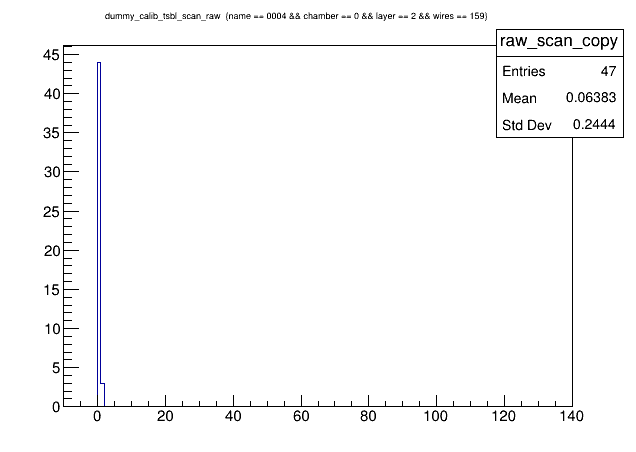 dummy_calib_tsbl_scan_raw (name == 0004 && chamber == 0 && layer == 2 && wires == 159)
raw_scan_copy
Entries 47
Mean 0.06383
Std Dev 0.2444
45
40
35
30
25
20
15
10
5
0
0 20 40 60 80 100 120 140